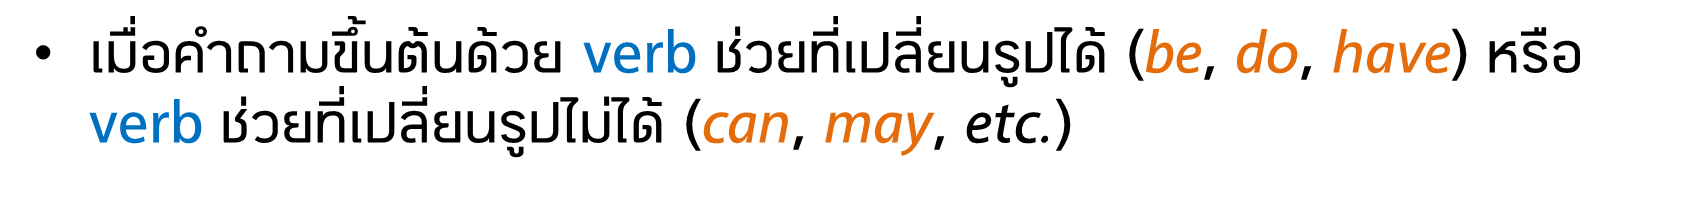 • เมื่อคำถามขึ้นต้นด้วย verb ช่วยที่เปลี่ยนรูปได้ (be, do, have) หรือ
verb ช่วยที่เปลี่ยนรูปไม่ได้ (can, may, etc.)